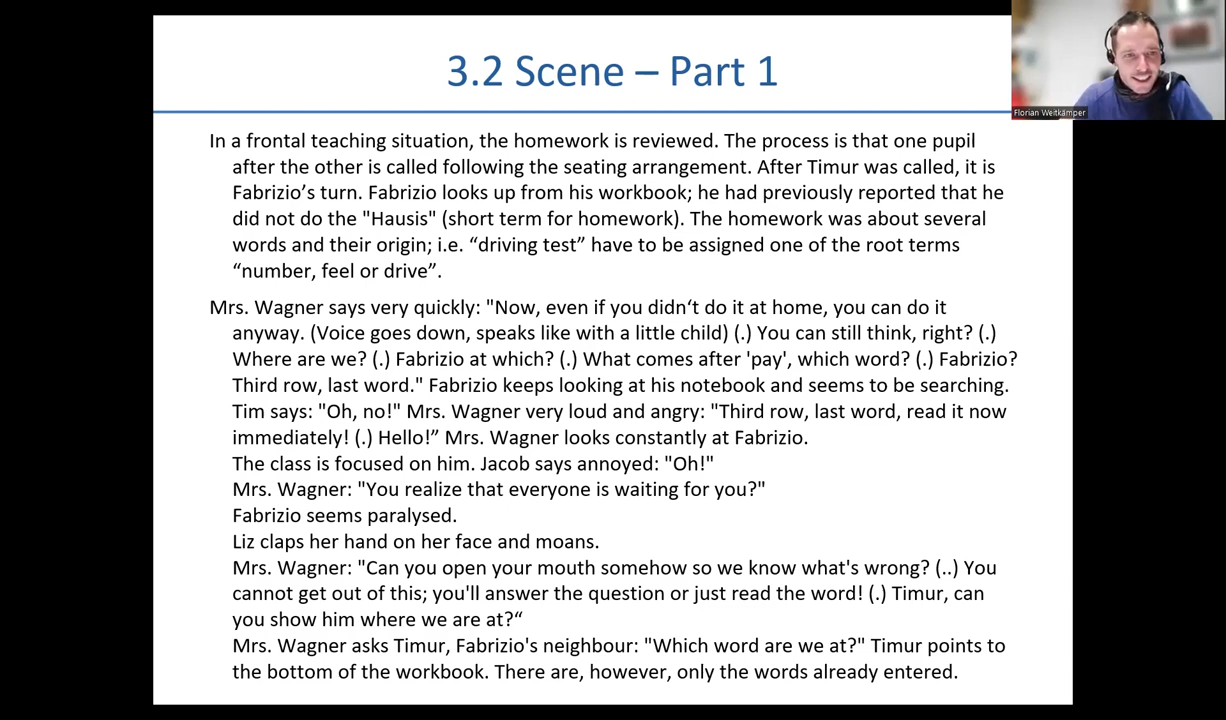 3.2 Scene – Part 1
Florian Weitkämper
In a frontal teaching situation, the homework is reviewed. The process is that one pupil
after the other is called following the seating arrangement. After Timur was called, it is
Fabrizio’s turn. Fabrizio looks up from his workbook; he had previously reported that he
did not do the "Hausis" (short term for homework). The homework was about several
words and their origin; i.e. “driving test” have to be assigned one of the root terms
“number, feel or drive”.
Mrs. Wagner says very quickly: "Now, even if you didn‘t do it at home, you can do it
anyway. (Voice goes down, speaks like with a little child) (.) You can still think, right? (.)
Where are we? (.) Fabrizio at which? (.) What comes after 'pay', which word? (.) Fabrizio?
Third row, last word." Fabrizio keeps looking at his notebook and seems to be searching.
Tim says: "Oh, no!" Mrs. Wagner very loud and angry: "Third row, last word, read it now
immediately! (.) Hello!” Mrs. Wagner looks constantly at Fabrizio.
The class is focused on him. Jacob says annoyed: "Oh!"
Mrs. Wagner: "You realize that everyone is waiting for you?"
Fabrizio seems paralysed.
Liz claps her hand on her face and moans.
Mrs. Wagner: "Can you open your mouth somehow so we know what's wrong? (..) You
cannot get out of this; you'll answer the question or just read the word! (.) Timur, can
you show him where we are at?“
Mrs. Wagner asks Timur, Fabrizio's neighbour: "Which word are we at?" Timur points to
the bottom of the workbook. There are, however, only the words already entered.